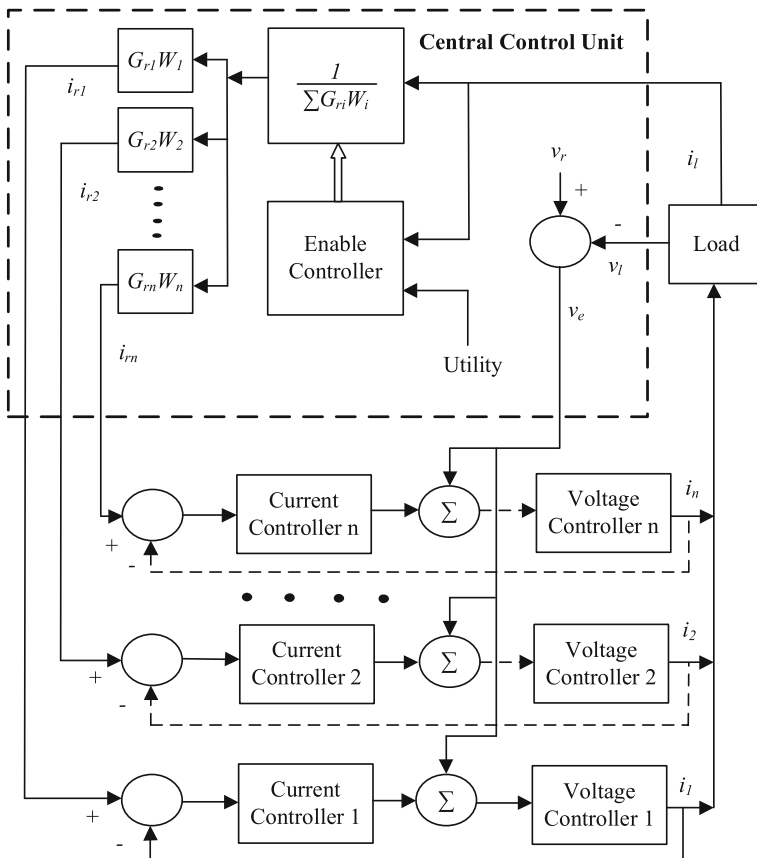 Central Control Unit
G_{r1}W_1
i_{r1}
1
∑G_{ri}W_i
G_{r2}W_2
i_{r2}
v_r
+
i_l
-
Enable
Controller
Load
v_l
G_{rn}W_n
v_e
i_{rn}
Utility
Current
Controller n
∑
Voltage
Controller n
i_n
+
-
Current
Controller 2
∑
Voltage
Controller 2
i_2
+
-
Current
Controller 1
∑
Voltage
Controller 1
i_1
+
-